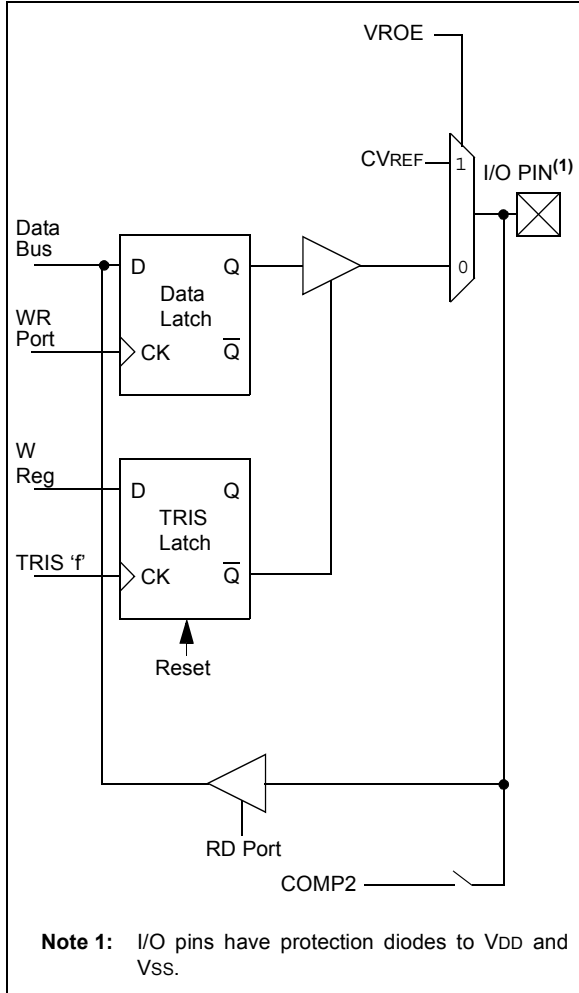 VROE
CVREF
1
I/O PIN(1)
0
Data
Bus
D
Q
Data
Latch
WR
Port
CK
Q̅
W
Reg
D
Q
TRIS
Latch
TRIS ‘f’
CK
Q̅
Reset
RD Port
COMP2
Note 1: I/O pins have protection diodes to VDD and
VSS.